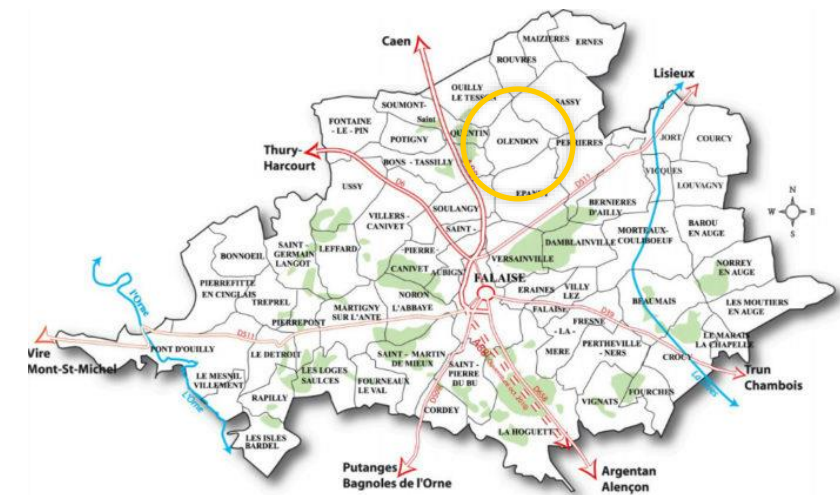 MAIZIERES
ERNES
ROUVRES
Caen
Lisieux
OUILLY
LE TESSON
SASSY
SOUMONT-
Saint
QUENTIN
FONTAINE
- LE - PIN
POTIGNY
OLENDON
PERRIERES
JORT
COURCY
Thury-
Harcourt
BONS - TASSILLY
D6
D511
VICQUES
LOUVAGNY
USSY
EPANEY
BERNIERES
D'AILLY
N
W
E
S
VILLERS -
CANIVET
SOULANGY
SAINT -
PIERRE -
CANIVET
AUBIGNY
MORTEAUX-
COULIBOEUF
BAROU
EN AUGE
DAMBLAINVILLE
SAINT -
GERMAIN
LANGOT
LEFFARD
BONNOEIL
VERSAINVILLE
NORREY
EN AUGE
FALAISE
PIERREFITTE
EN CINGLAIS
NORON
L'ABBAYE
ERAINES
VILLY
LEZ
FALAISE
BEAUMAIS
LES MOUTIERS
EN AUGE
l'Orne
TREPREL
MARTIGNY
SUR L'ANTE
D511
PIERREPONT
FRESNE
- LA -
MERE
D39
LE MARAIS
LA CHAPELLE
Vire
Mont-St-Michel
PONT D'OUILLY
LE DETROIT
SAINT - MARTIN
DE MIEUX
PERTHEVILLE
- NERS
CROCY
LE MESNIL
VILLEMENT
LES LOGES
SAULCES
FOURNEAUX
LE VAL
SAINT -
PIERRE
DU BU
D658
Trun
Chambois
L'Orne
RAPILLY
CORDEY
VIGNATS
FOURCHES
LES ISLES
BARDEL
LA HOGUETTE
Putanges
Bagnoles de l'Orne
Argentan
Alençon